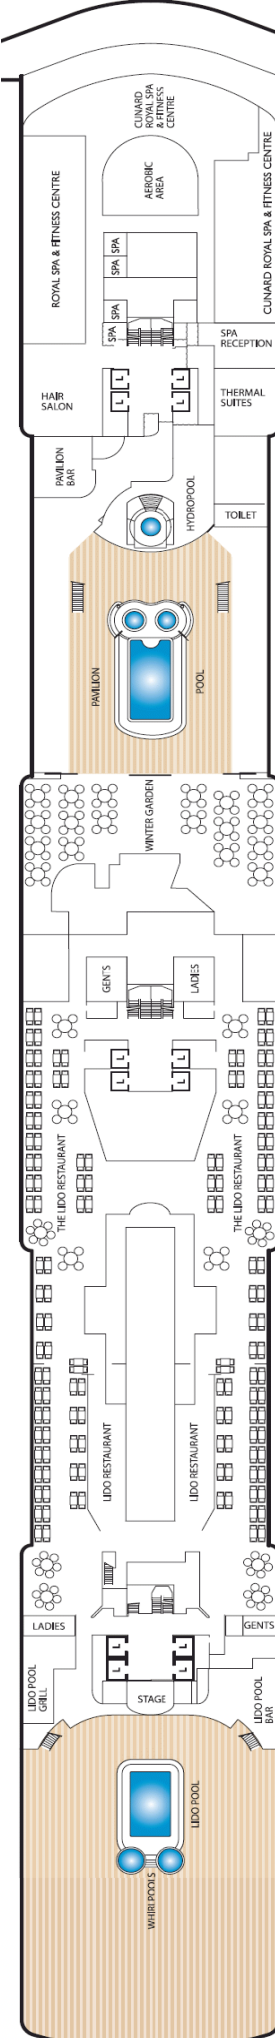 CUNARD
ROYAL SPA
& FITNESS
CENTRE
AEROBIC
AREA
ROYAL SPA & FITNESS CENTRE
CUNARD ROYAL SPA & FITNESS CENTRE
SPA
SPA
SPA
SPA
SPA
RECEPTION
HAIR
SALON
L
L
L
L
THERMAL
SUITES
PAVILION
BAR
HYDROPOOL
TOILET
PAVILION
POOL
WINTER GARDEN
GENTS
LADIES
L
L
L
L
THE LIDO RESTAURANT
THE LIDO RESTAURANT
LIDO RESTAURANT
LIDO RESTAURANT
LADIES
GENTS
L
L
L
L
LIDO POOL
GRILL
STAGE
LIDO POOL
BAR
LIDO POOL
WHIRLPOOLS